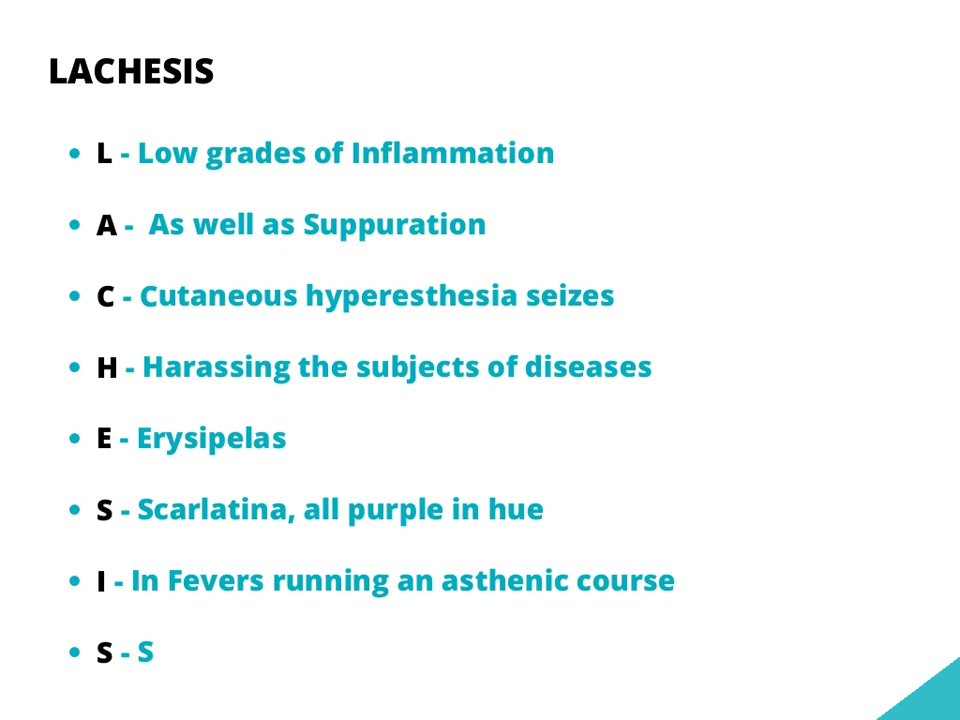 LACHESIS
• L - Low grades of Inflammation
• A - As well as Suppuration
• C - Cutaneous hyperesthesia seizes
• H - Harassing the subjects of diseases
• E - Erysipelas
• S - Scarlatina, all purple in hue
• I - In Fevers running an asthenic course
• S - S